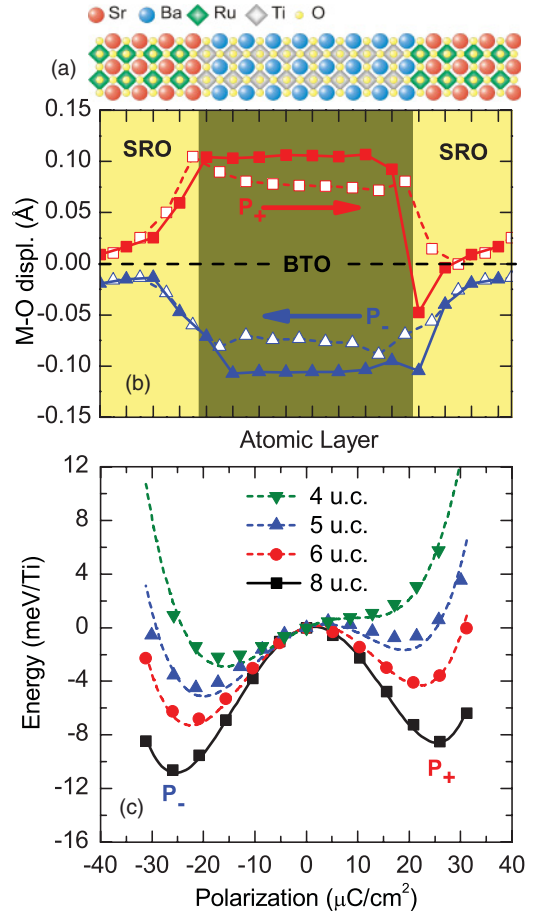 Sr Ba Ru Ti O
(a)
0.15
0.10
0.05
0.00
-0.05
-0.10
-0.15
M-O displ. (Å)
SRO
SRO
P+
BTO
P-
(b)
Atomic Layer
12
8
4
0
-4
-8
-12
-16
Energy (meV/Ti)
4 u.c.
5 u.c.
6 u.c.
8 u.c.
P-
P+
(c)
-40 -30 -20 -10 0 10 20 30 40
Polarization (μC/cm²)